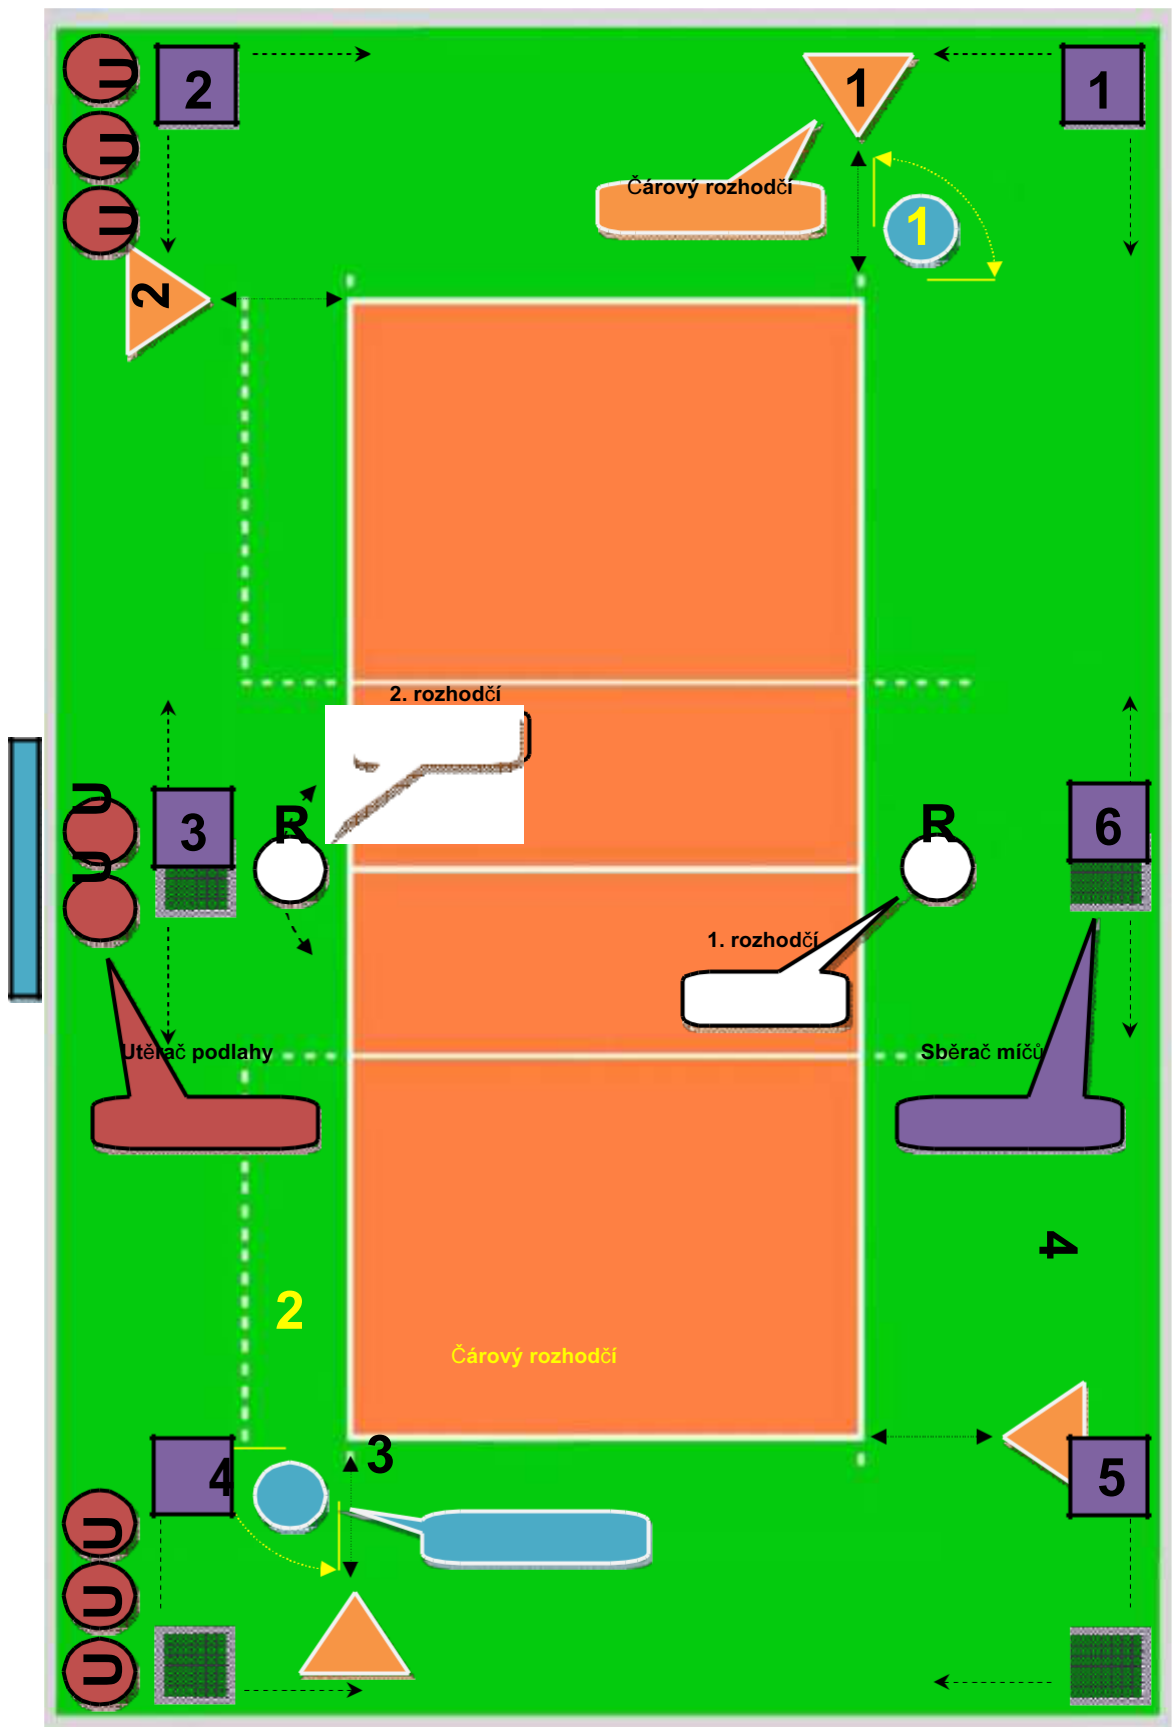 U
2
1
1
U
Čárový rozhodčí
U
1
2
2. rozhodčí
U
R
R
3
6
U
1. rozhodčí
Utěrač podlahy
Sběrač míčů
4
2
Čárový rozhodčí
3
4
5
U
U
U